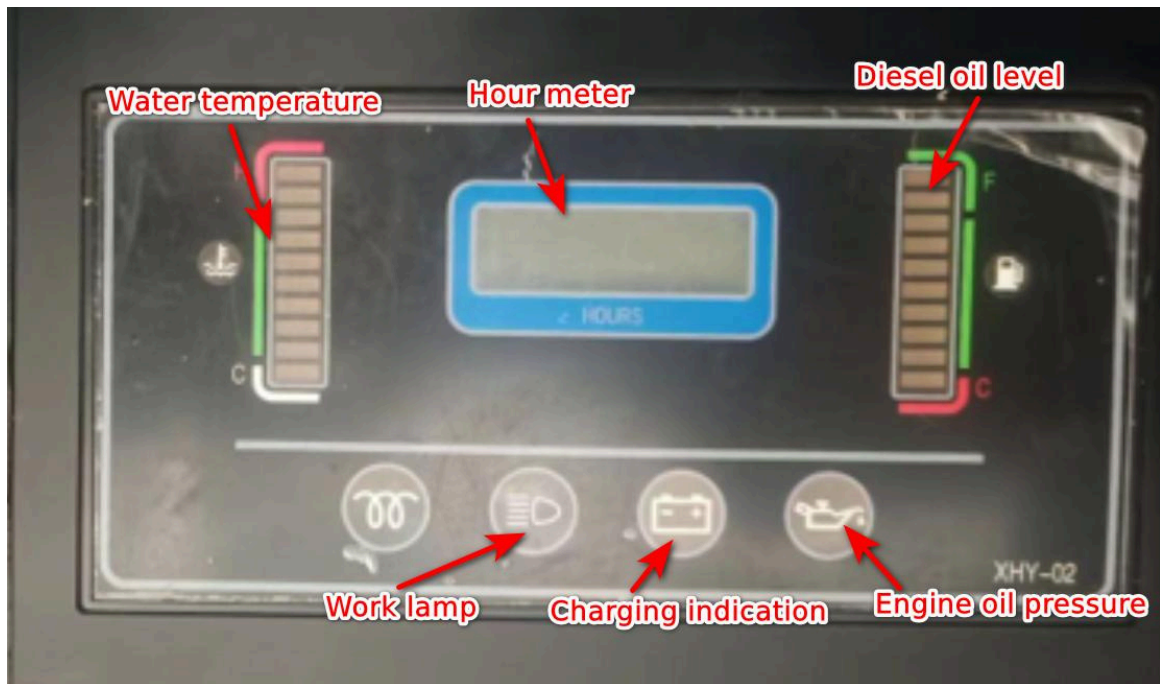 Diesel oil level
Hour meter
Water temperature
F
HOURS
C
C
Work lamp
Charging indication
Engine oil pressure
XHY-02